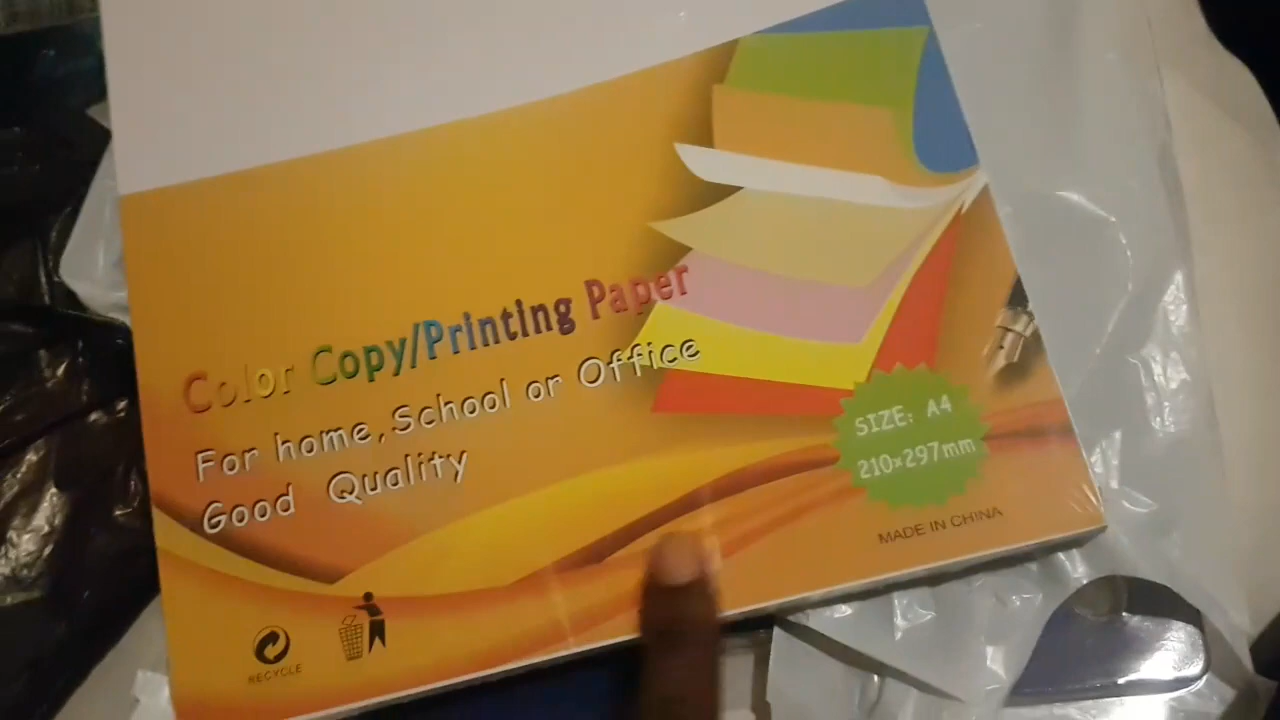 Color Copy/Printing Paper
For home, School or Office
Good Quality
SIZE: A4
210×297mm
MADE IN CHINA
RECYCLE